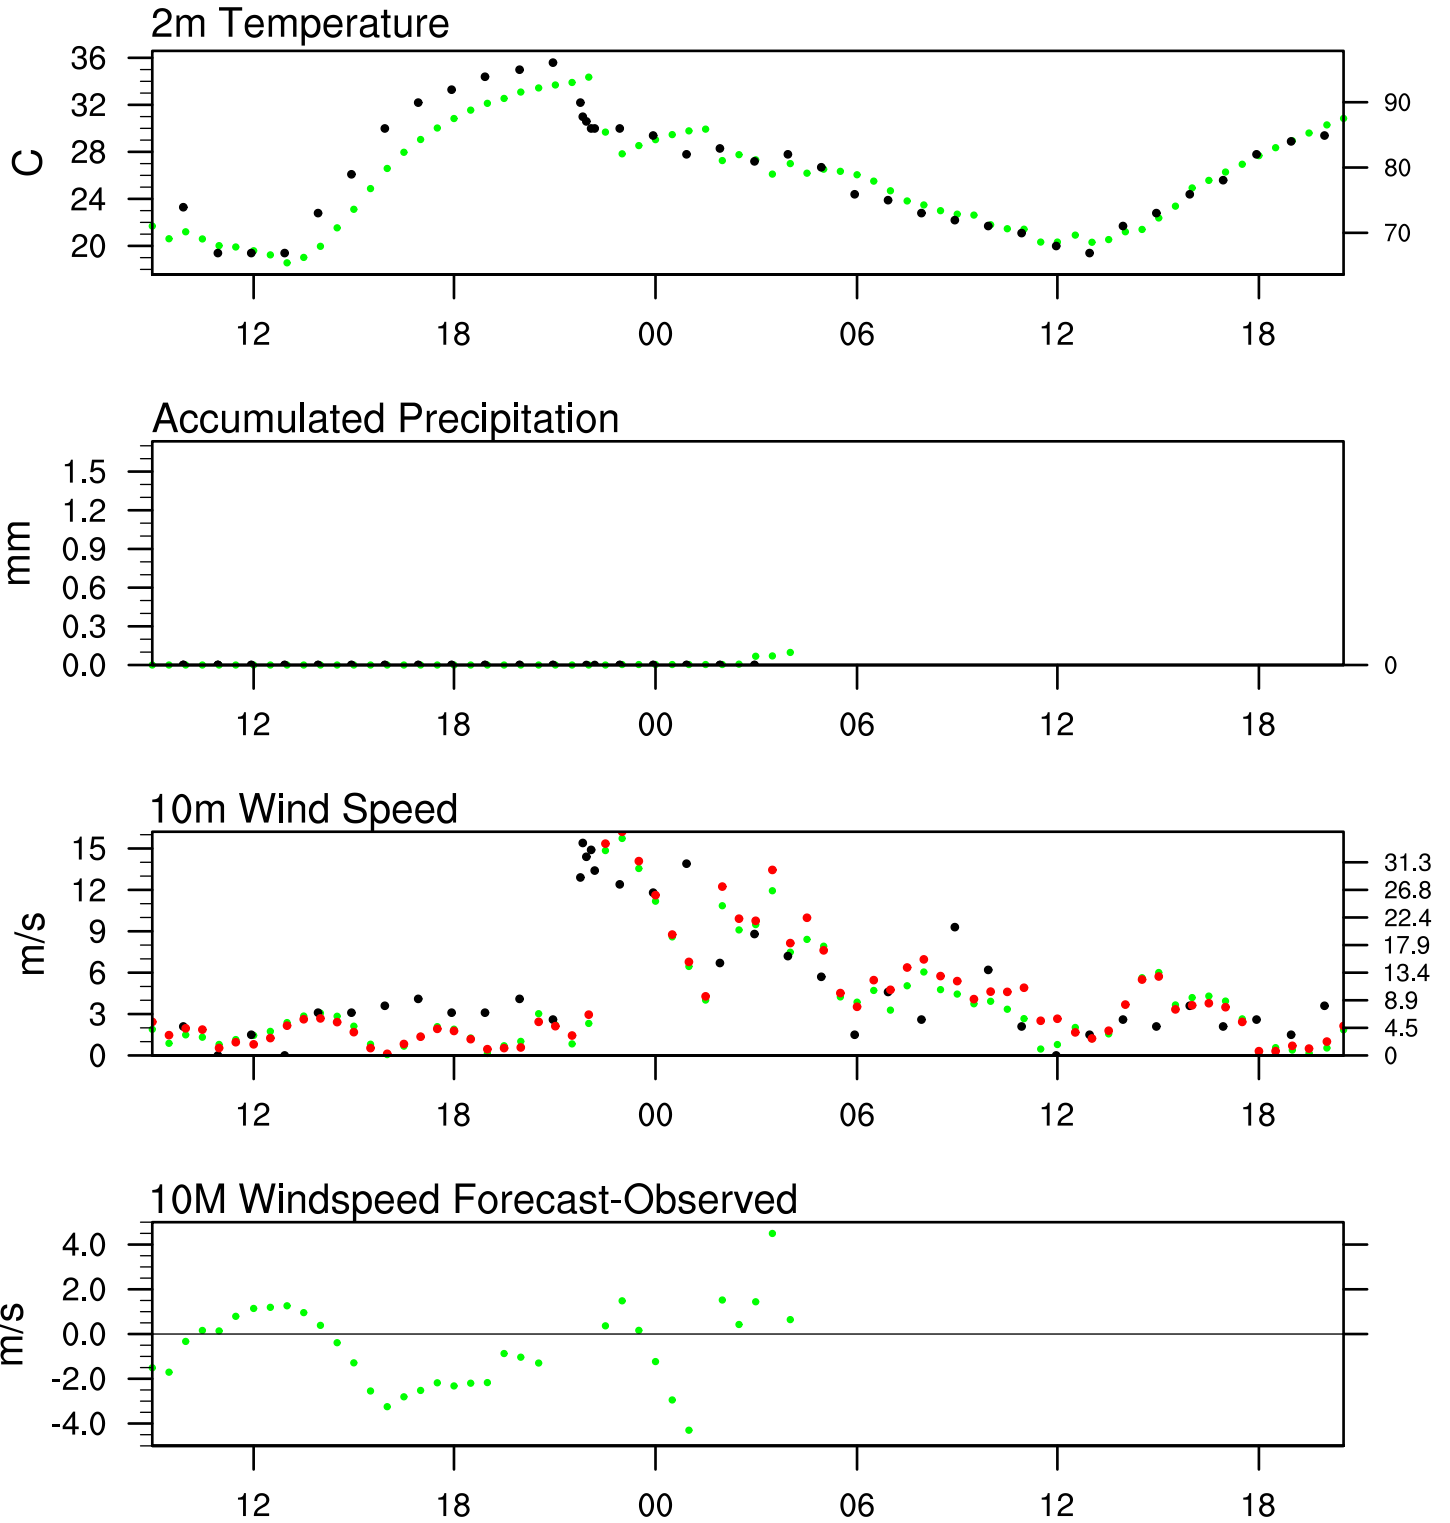 2m Temperature
36
32
28
24
20
C
90
80
70
12 18 00 06 12 18
Accumulated Precipitation
1.5
1.2
0.9
0.6
0.3
0.0
mm
0
12 18 00 06 12 18
10m Wind Speed
15
12
9
6
3
0
m/s
31.3
26.8
22.4
17.9
13.4
8.9
4.5
0
12 18 00 06 12 18
10M Windspeed Forecast-Observed
4.0
2.0
0.0
-2.0
-4.0
m/s
12 18 00 06 12 18